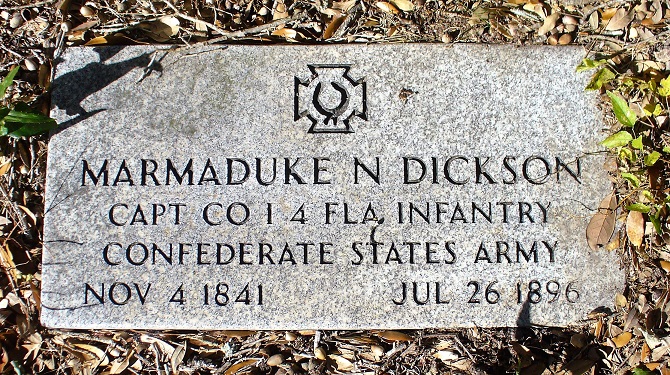 MARMADUKE N DICKSON
CAPT CO I 4 FLA INFANTRY
CONFEDERATE STATES ARMY
NOV 4 1841 JUL 26 1896